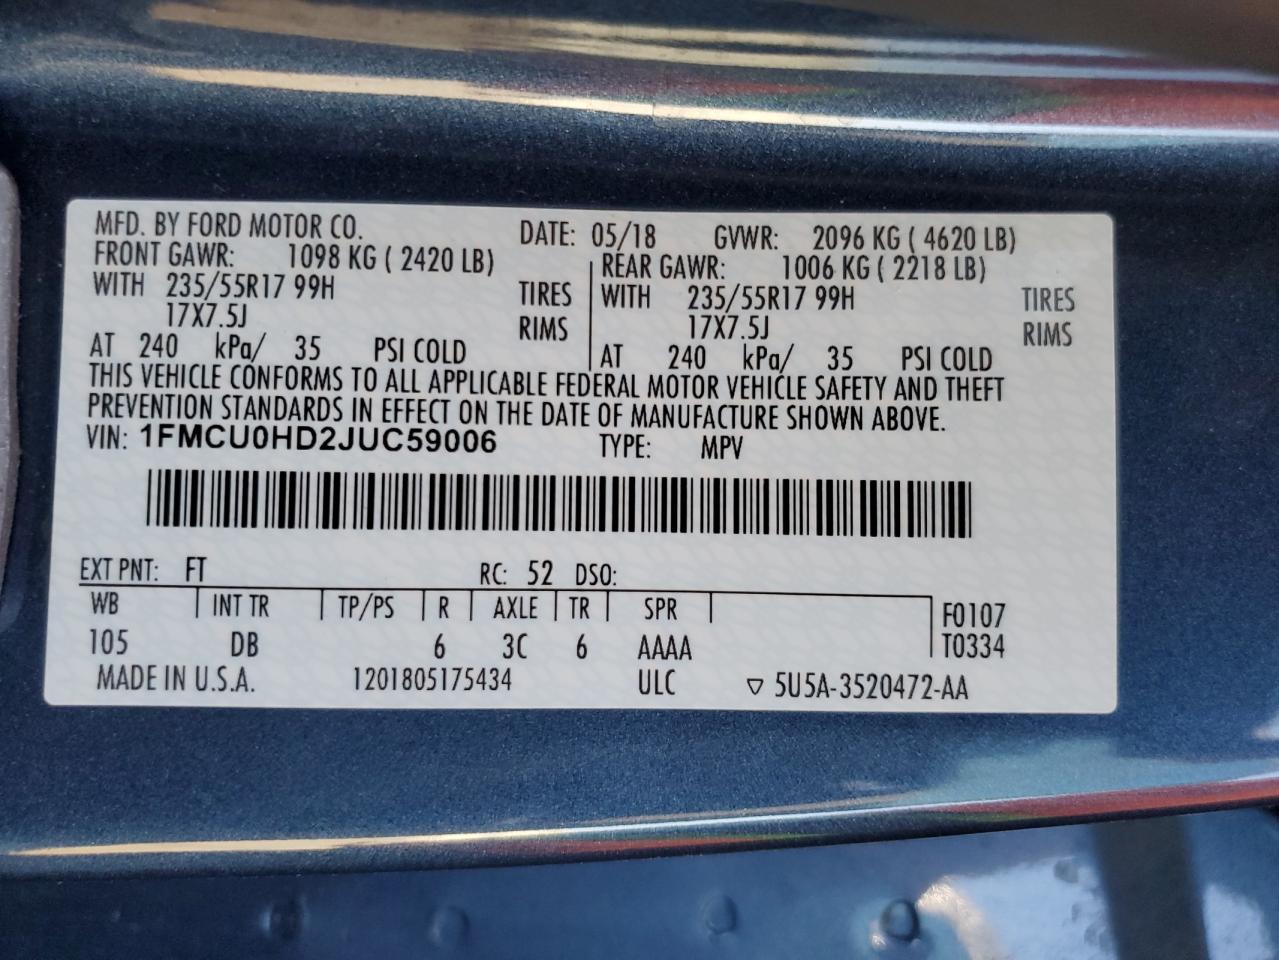 MFD. BY FORD MOTOR CO. DATE: 05/18 GVWR: 2096 KG ( 4620 LB)
FRONT GAWR: 1098 KG ( 2420 LB) REAR GAWR: 1006 KG ( 2218 LB)
WITH 235/55R17 99H TIRES WITH 235/55R17 99H TIRES
17X7.5J RIMS 17X7.5J RIMS
AT 240 kPa/ 35 PSI COLD AT 240 kPa/ 35 PSI COLD
THIS VEHICLE CONFORMS TO ALL APPLICABLE FEDERAL MOTOR VEHICLE SAFETY AND THEFT
PREVENTION STANDARDS IN EFFECT ON THE DATE OF MANUFACTURE SHOWN ABOVE.
VIN: 1FMCU0HD2JUC59006 TYPE: MPV
EXT PNT: FT RC: 52 DSO:
WB INT TR TP/PS R AXLE TR SPR F0107
105 DB 6 3C 6 AAAA T0334
MADE IN U.S.A. 1201805175434 ULC ▽ 5U5A-3520472-AA